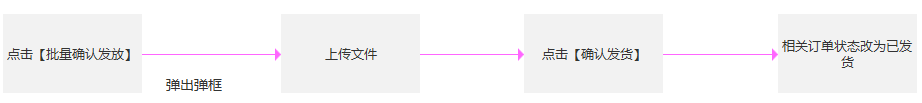 点击【批量确认发放】
弹出弹框
上传文件
点击【确认发货】
相关订单状态改为已发
货